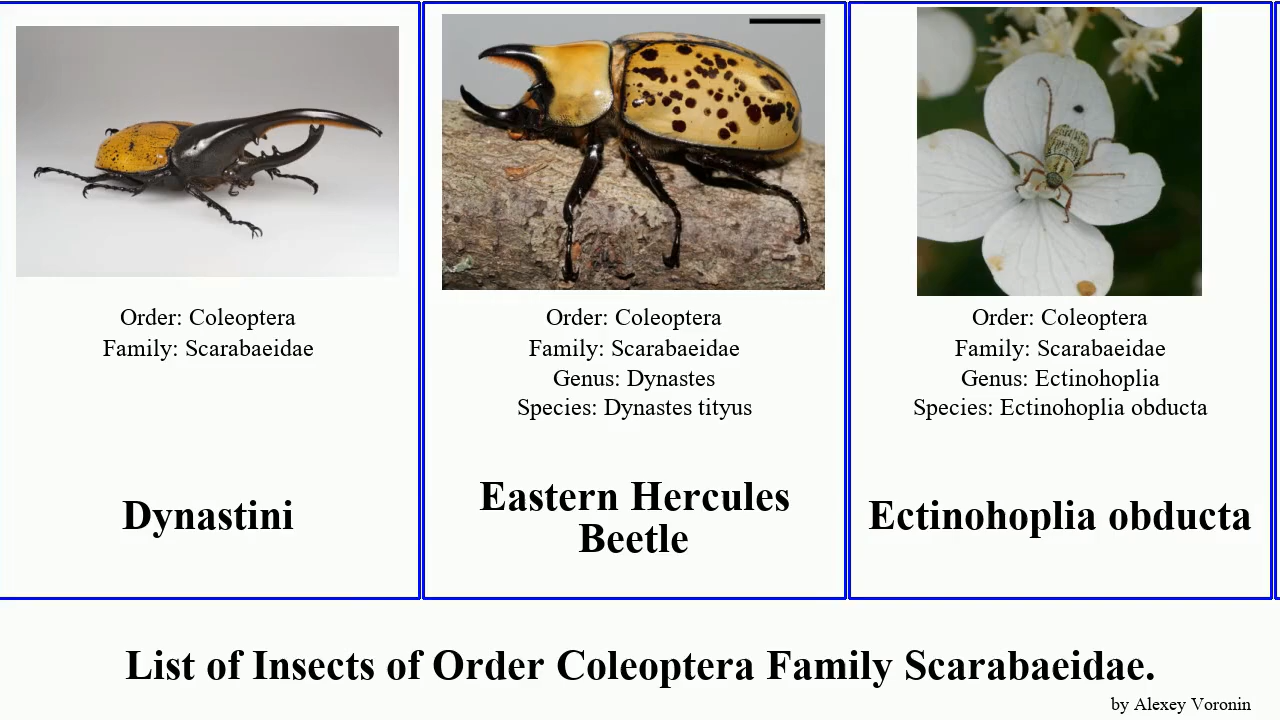 Order: Coleoptera
Family: Scarabaeidae
Dynastini
Order: Coleoptera
Family: Scarabaeidae
Genus: Dynastes
Species: Dynastes tityus
Eastern Hercules
Beetle
Order: Coleoptera
Family: Scarabaeidae
Genus: Ectinohoplia
Species: Ectinohoplia obducta
Ectinohoplia obducta
List of Insects of Order Coleoptera Family Scarabaeidae.
by Alexey Voronin